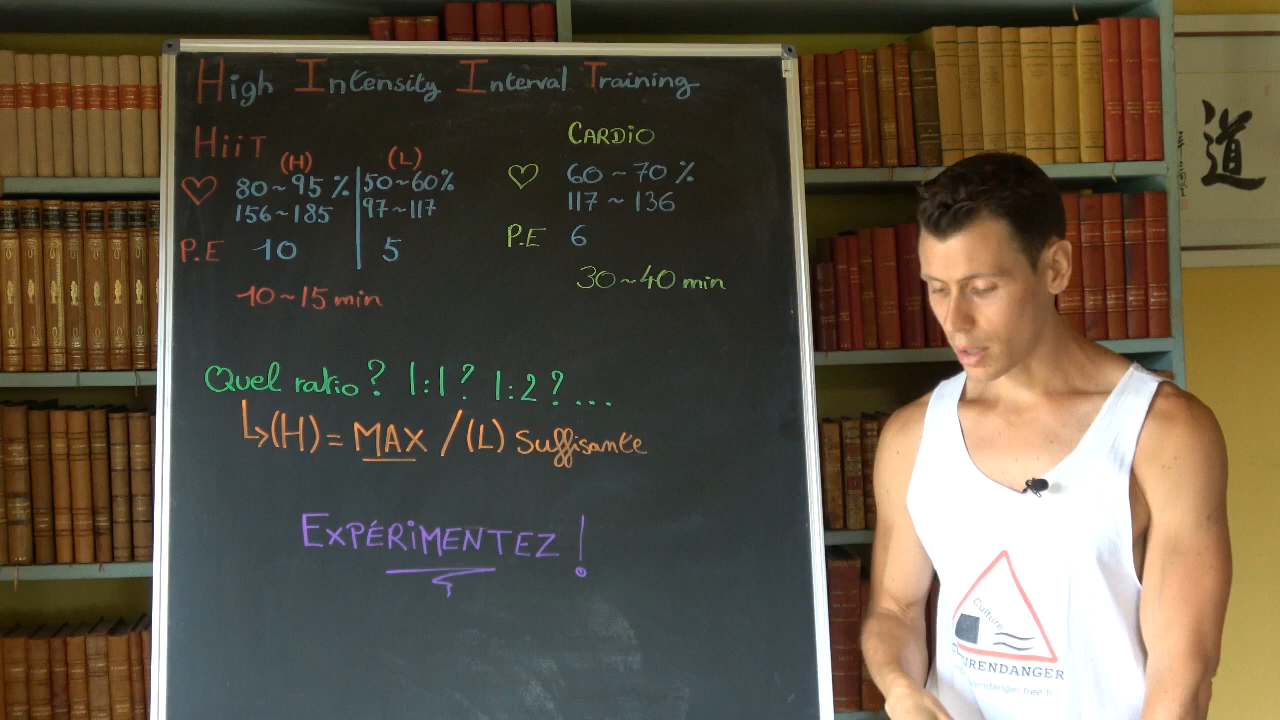 High Intensity Interval Training
HiiT
(H) (L)
♡ 80~95 % 50~60%
156~185 97~117
P.E 10 5
10~15 min
CARDIO
♡ 60~70 %
117~136
P.E 6
30~40 min
Quel ratio? 1:1? 1:2?...
↳(H) = MAX / (L) Suffisante
EXPÉRIMENTEZ !
道
Culture